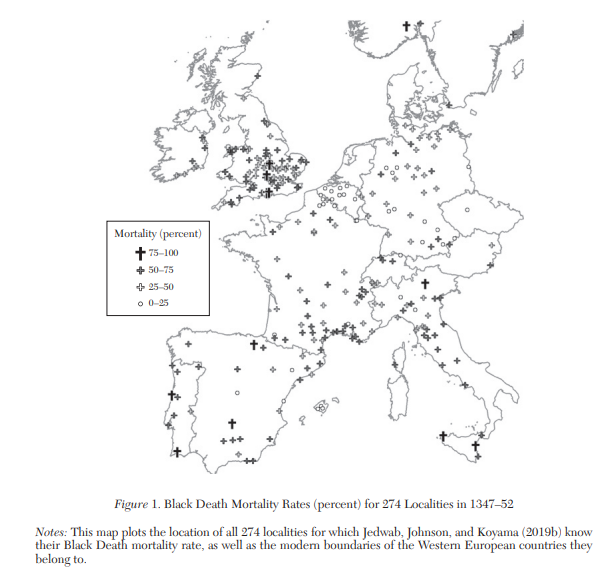 Mortality (percent)
75–100
50–75
25–50
0–25
Figure 1. Black Death Mortality Rates (percent) for 274 Localities in 1347–52
Notes: This map plots the location of all 274 localities for which Jedwab, Johnson, and Koyama (2019b) know
their Black Death mortality rate, as well as the modern boundaries of the Western European countries they
belong to.